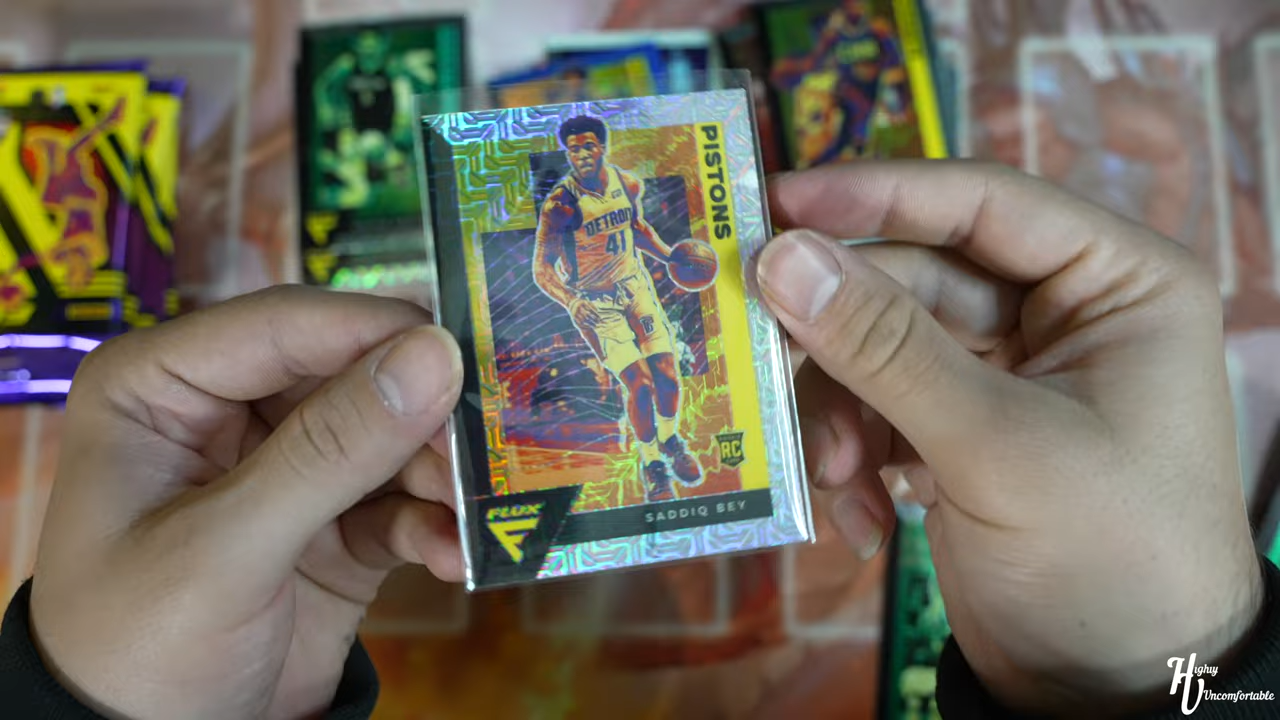 PISTONS
DETROIT
41
RC
FLUX
SADDIQ BEY
Highly
Uncomfortable